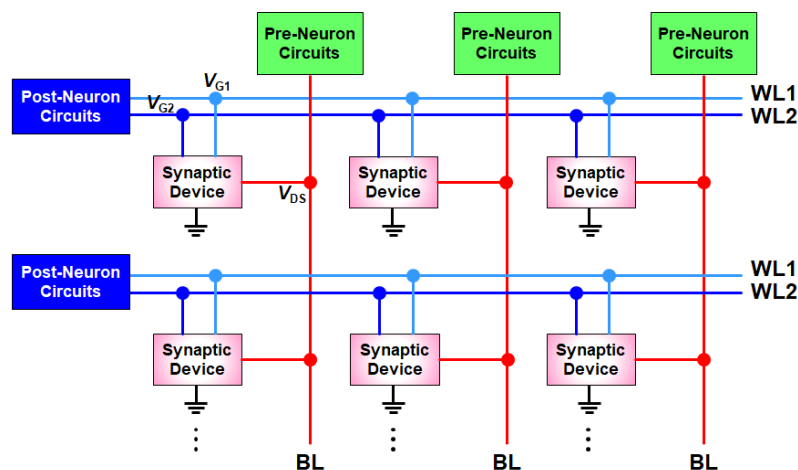 Pre-Neuron
Circuits
Pre-Neuron
Circuits
Pre-Neuron
Circuits
Post-Neuron
Circuits
VG1
VG2
WL1
WL2
Synaptic
Device
Synaptic
Device
Synaptic
Device
VDS
Post-Neuron
Circuits
WL1
WL2
Synaptic
Device
Synaptic
Device
Synaptic
Device
BL
BL
BL